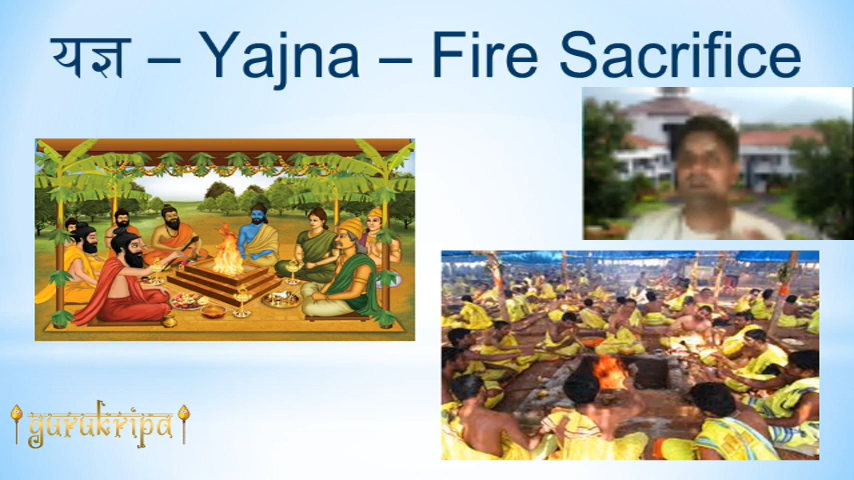 यज्ञ – Yajna – Fire Sacrifice
gurukripa